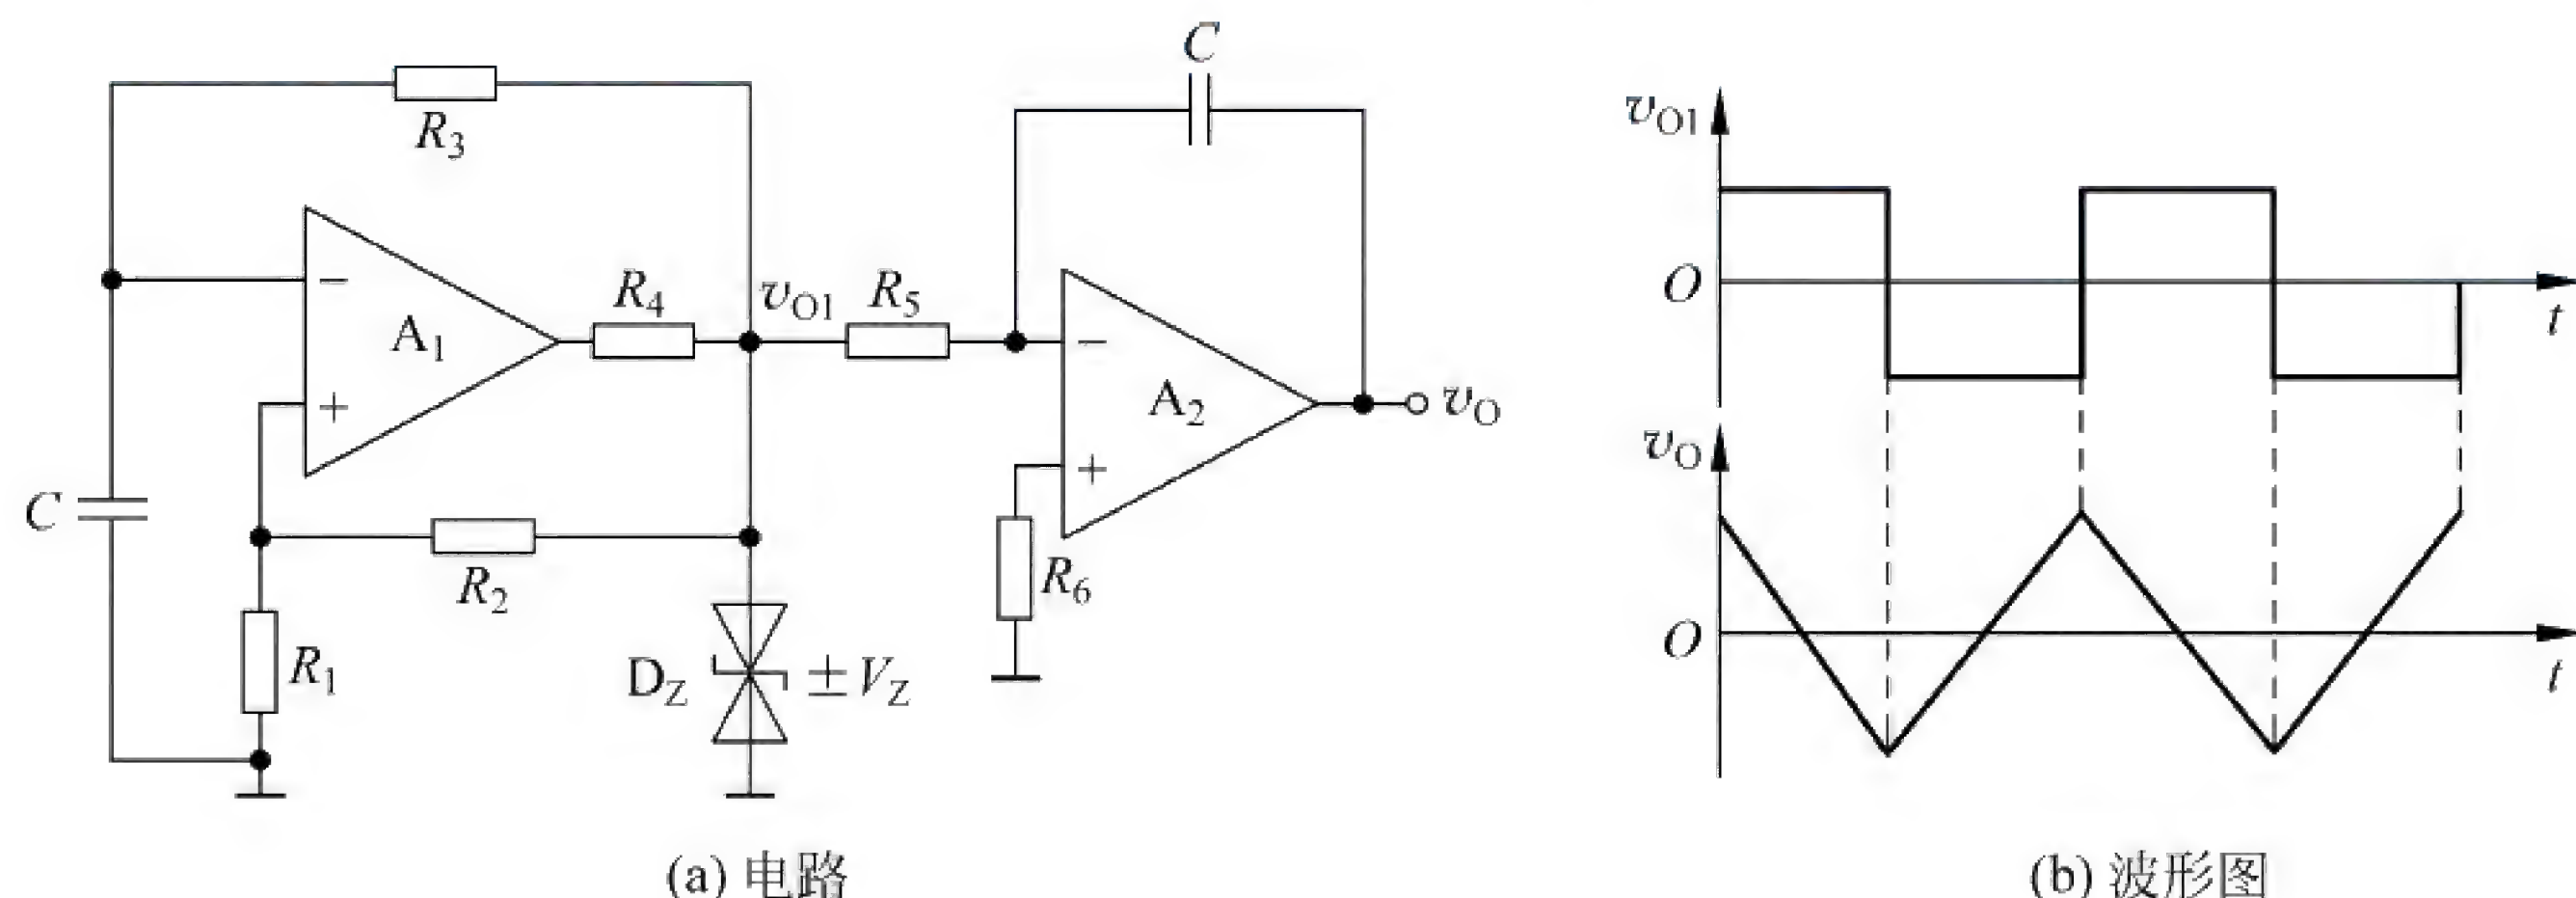 C
R3
− A1 +
R4
vO1
R5
− A2 +
vO
C
R2
R1
DZ ±VZ
R6
vO1
O
t
vO
O
t
(a) 电路
(b) 波形图